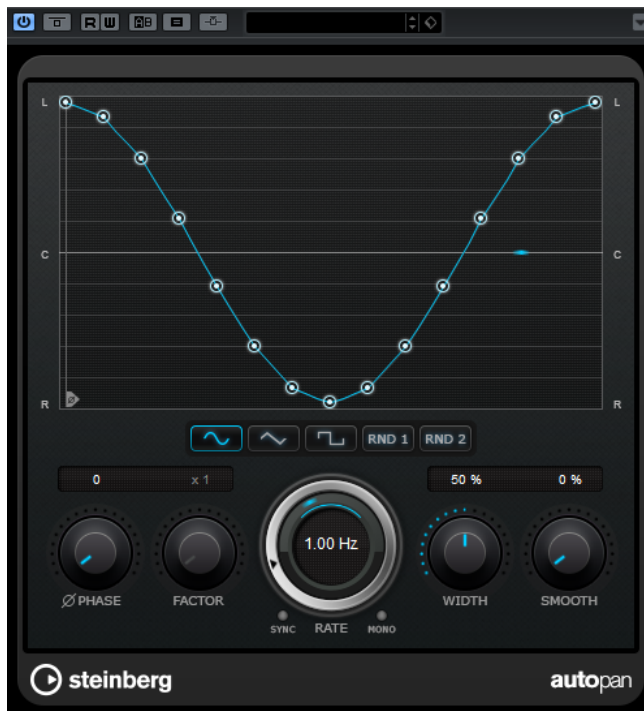 R W
AB
L L
C C
R R
RND 1 RND 2
0 x 1
50 % 0 %
1.00 Hz
Ø PHASE FACTOR
WIDTH SMOOTH
SYNC RATE MONO
steinberg
autopan